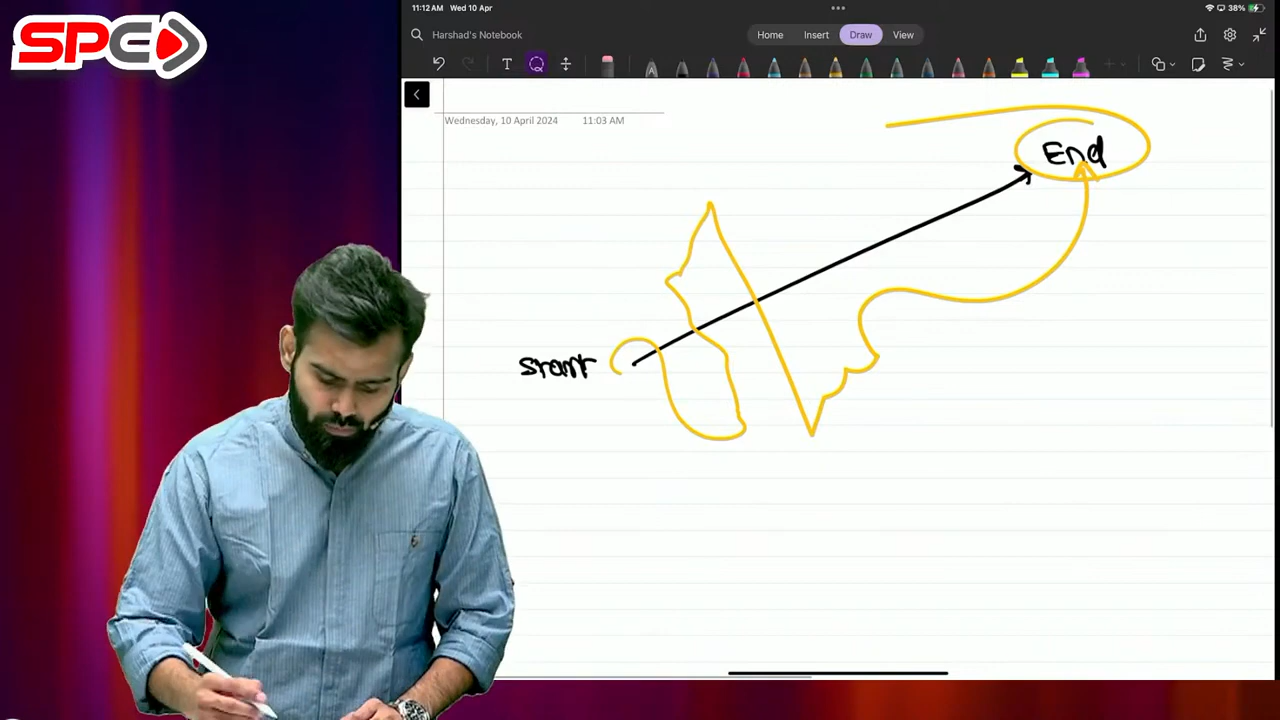 SPC
11:12 AM Wed 10 Apr
38%
Harshad's Notebook
Home Insert Draw View
T
Wednesday, 10 April 2024 11:03 AM
End
start